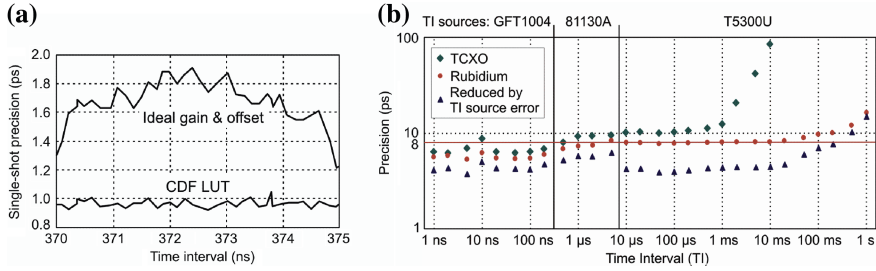 (a)
Single-shot precision (ps)
2.0
1.8
1.6
1.4
1.2
1.0
0.8
Ideal gain & offset
CDF LUT
370 371 372 373 374 375
Time interval (ns)
(b)
TI sources: GFT1004 81130A T5300U
Precision (ps)
100
10
8
1
TCXO
Rubidium
Reduced by
TI source error
1 ns 10 ns 100 ns 1 µs 10 µs 100 µs 1 ms 10 ms 100 ms 1 s
Time Interval (TI)